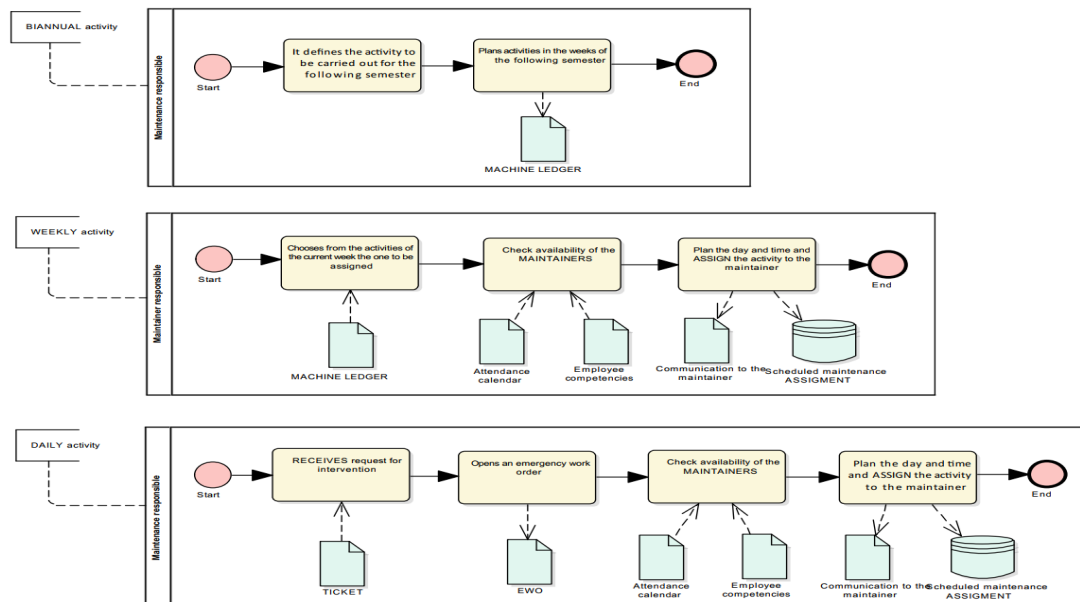 BIANNUAL activity
Maintenance responsible
Start
It defines the activity to
be carried out for the
following semester
Plans activities in the weeks of
the following semester
End
MACHINE LEDGER
WEEKLY activity
Maintainer responsible
Start
Chooses from the activities of
the current week the one to be
assigned
Check availability of the
MAINTAINERS
Plan the day and time and
ASSIGN the activity to the
maintainer
End
MACHINE LEDGER
Attendance
calendar
Employee
competencies
Communication to the
maintainer
Scheduled maintenance
ASSIGMENT
DAILY activity
Maintenance responsible
Start
RECEIVES request for
intervention
Opens an emergency work
order
Check availability of the
MAINTAINERS
Plan the day and time
and ASSIGN the activity
to the maintainer
End
TICKET
EWO
Attendance
calendar
Employee
competencies
Communication to the
maintainer
Scheduled maintenance
ASSIGMENT